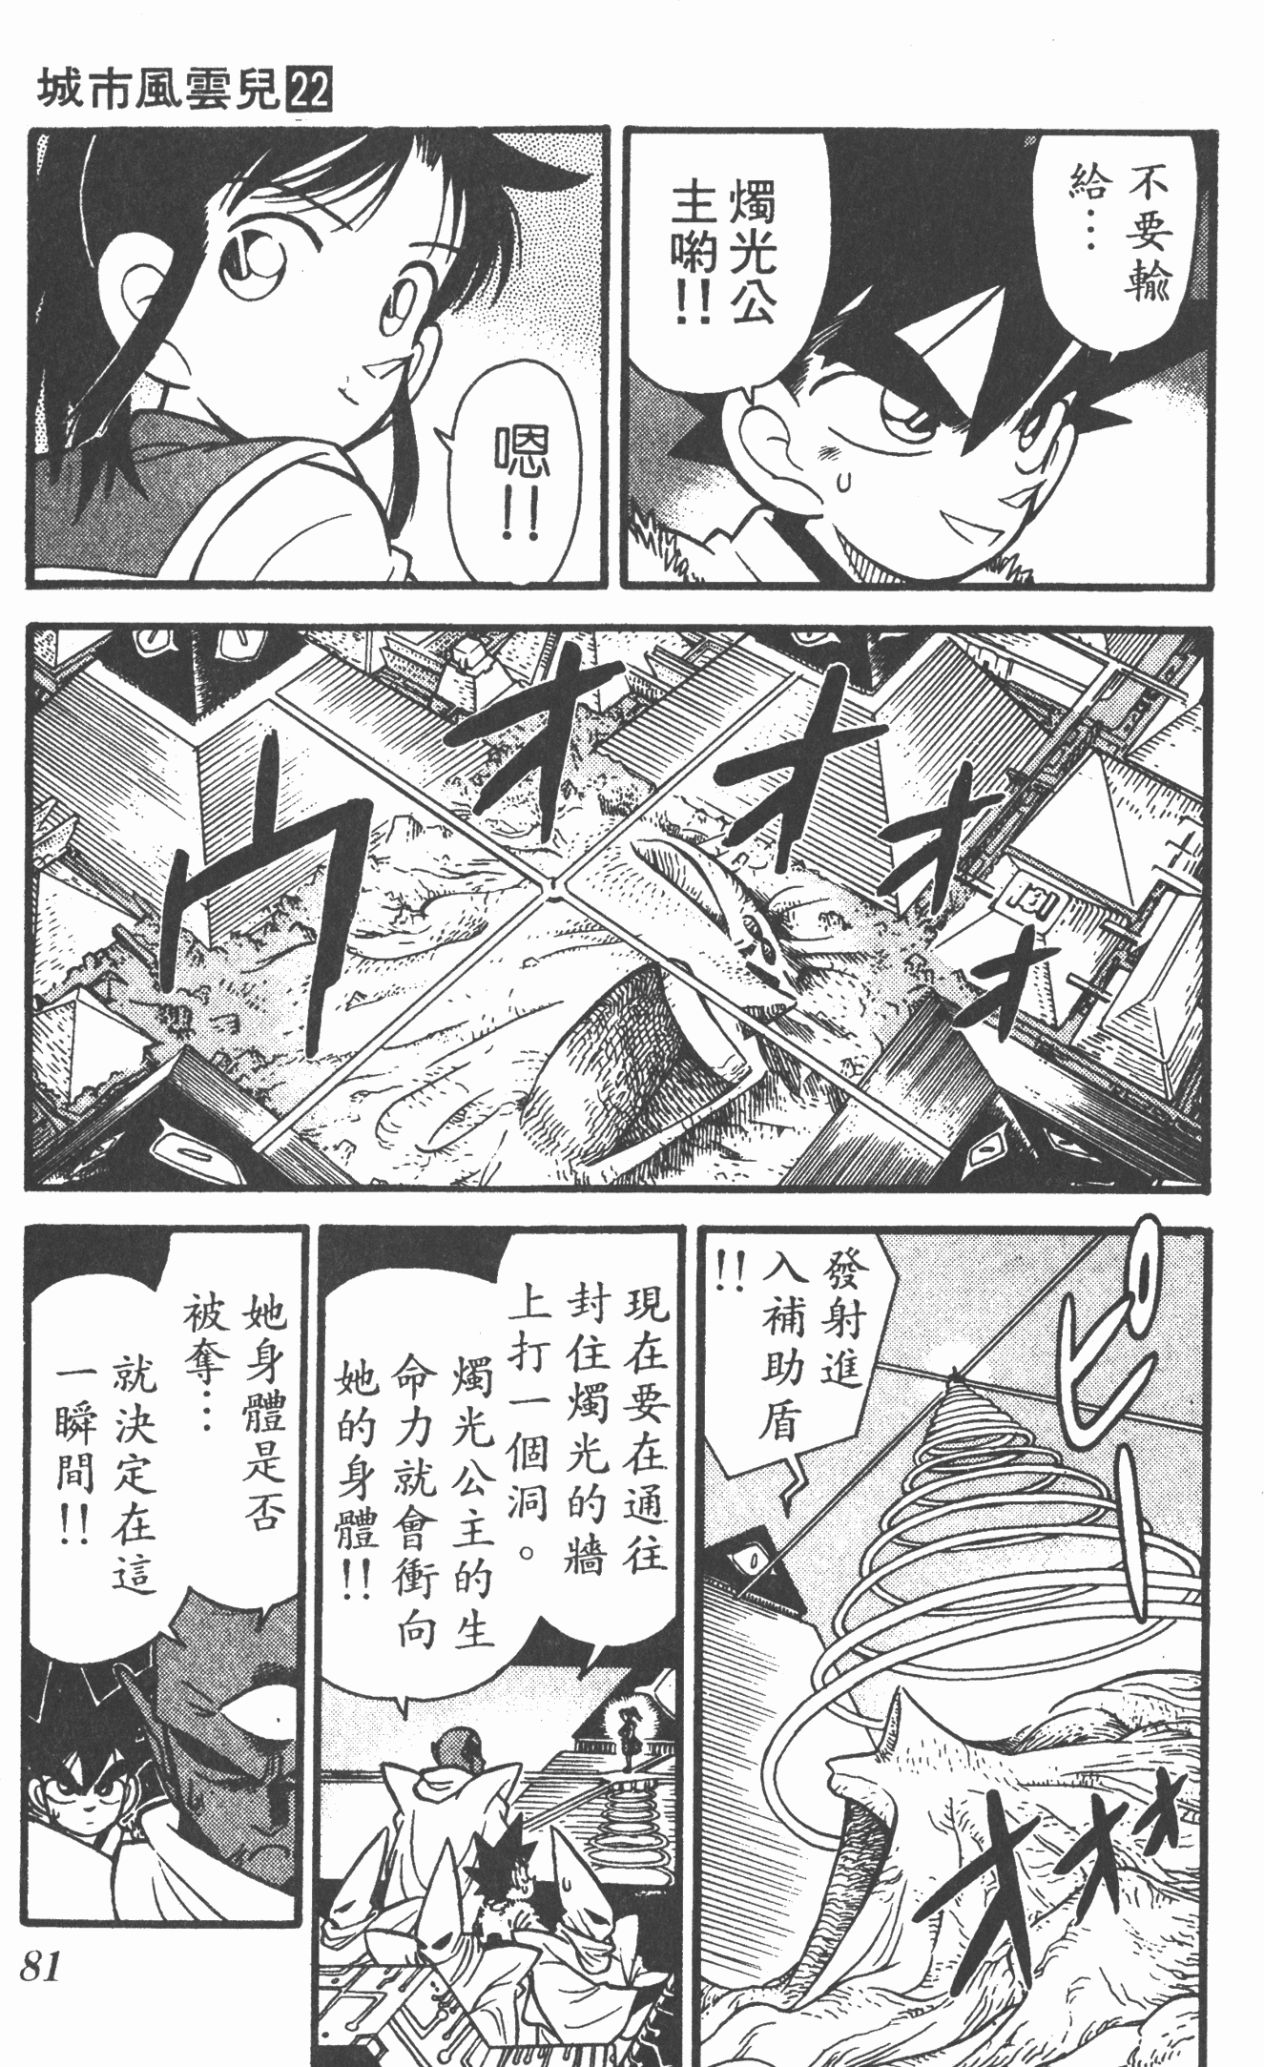 城市風雲兒22
不要輸
給…
燭光公
主喲!!
嗯!!
ウオオオオ
發射進
入補助盾
!!
ピー
オオオ
現在要在通往
封住燭光的牆
上打一個洞。
燭光公主的生
命力就會衝向
她的身體!!
她身體是否
被奪…
就決定在這
一瞬間!!
81